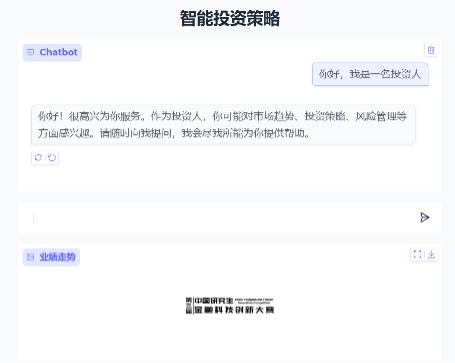 智能投资策略
Chatbot
你好，我是一名投资人
你好！很高兴为你服务。作为投资人，你可能对市场趋势、投资策略、风险管理等
方面感兴趣。请随时向我提问，我会尽我所能为你提供帮助。
业绩走势
第三届
中国研究生
金融科技创新大赛